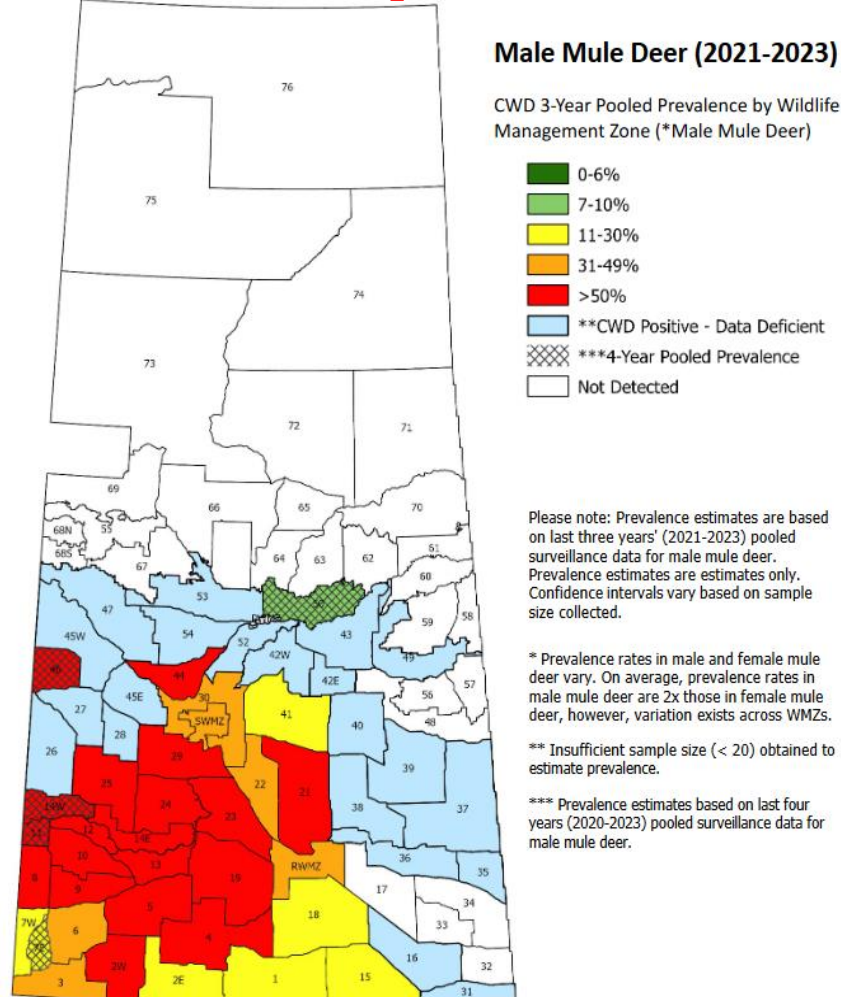 Male Mule Deer (2021-2023)
CWD 3-Year Pooled Prevalence by Wildlife
Management Zone (*Male Mule Deer)
0-6%
7-10%
11-30%
31-49%
>50%
**CWD Positive - Data Deficient
***4-Year Pooled Prevalence
Not Detected
Please note: Prevalence estimates are based
on last three years' (2021-2023) pooled
surveillance data for male mule deer.
Prevalence estimates are estimates only.
Confidence intervals vary based on sample
size collected.
* Prevalence rates in male and female mule
deer vary. On average, prevalence rates in
male mule deer are 2x those in female mule
deer, however, variation exists across WMZs.
** Insufficient sample size (< 20) obtained to
estimate prevalence.
*** Prevalence estimates based on last four
years (2020-2023) pooled surveillance data for
male mule deer.
76
75
74
73
72
71
69
66
65
70
68N
55
68S
67
64
63
62
61
60
53
50
59
58
47
45W
54
52
43
42W
49
46
44
45E
42E
57
56
48
27
30
SWMZ
41
40
28
26
29
39
25
22
21
24
38
37
14W
23
11
12
14E
36
10
13
RWMZ
35
8
9
19
17
34
5
18
33
7W
6
4
16
32
2W
3
2E
1
15
31